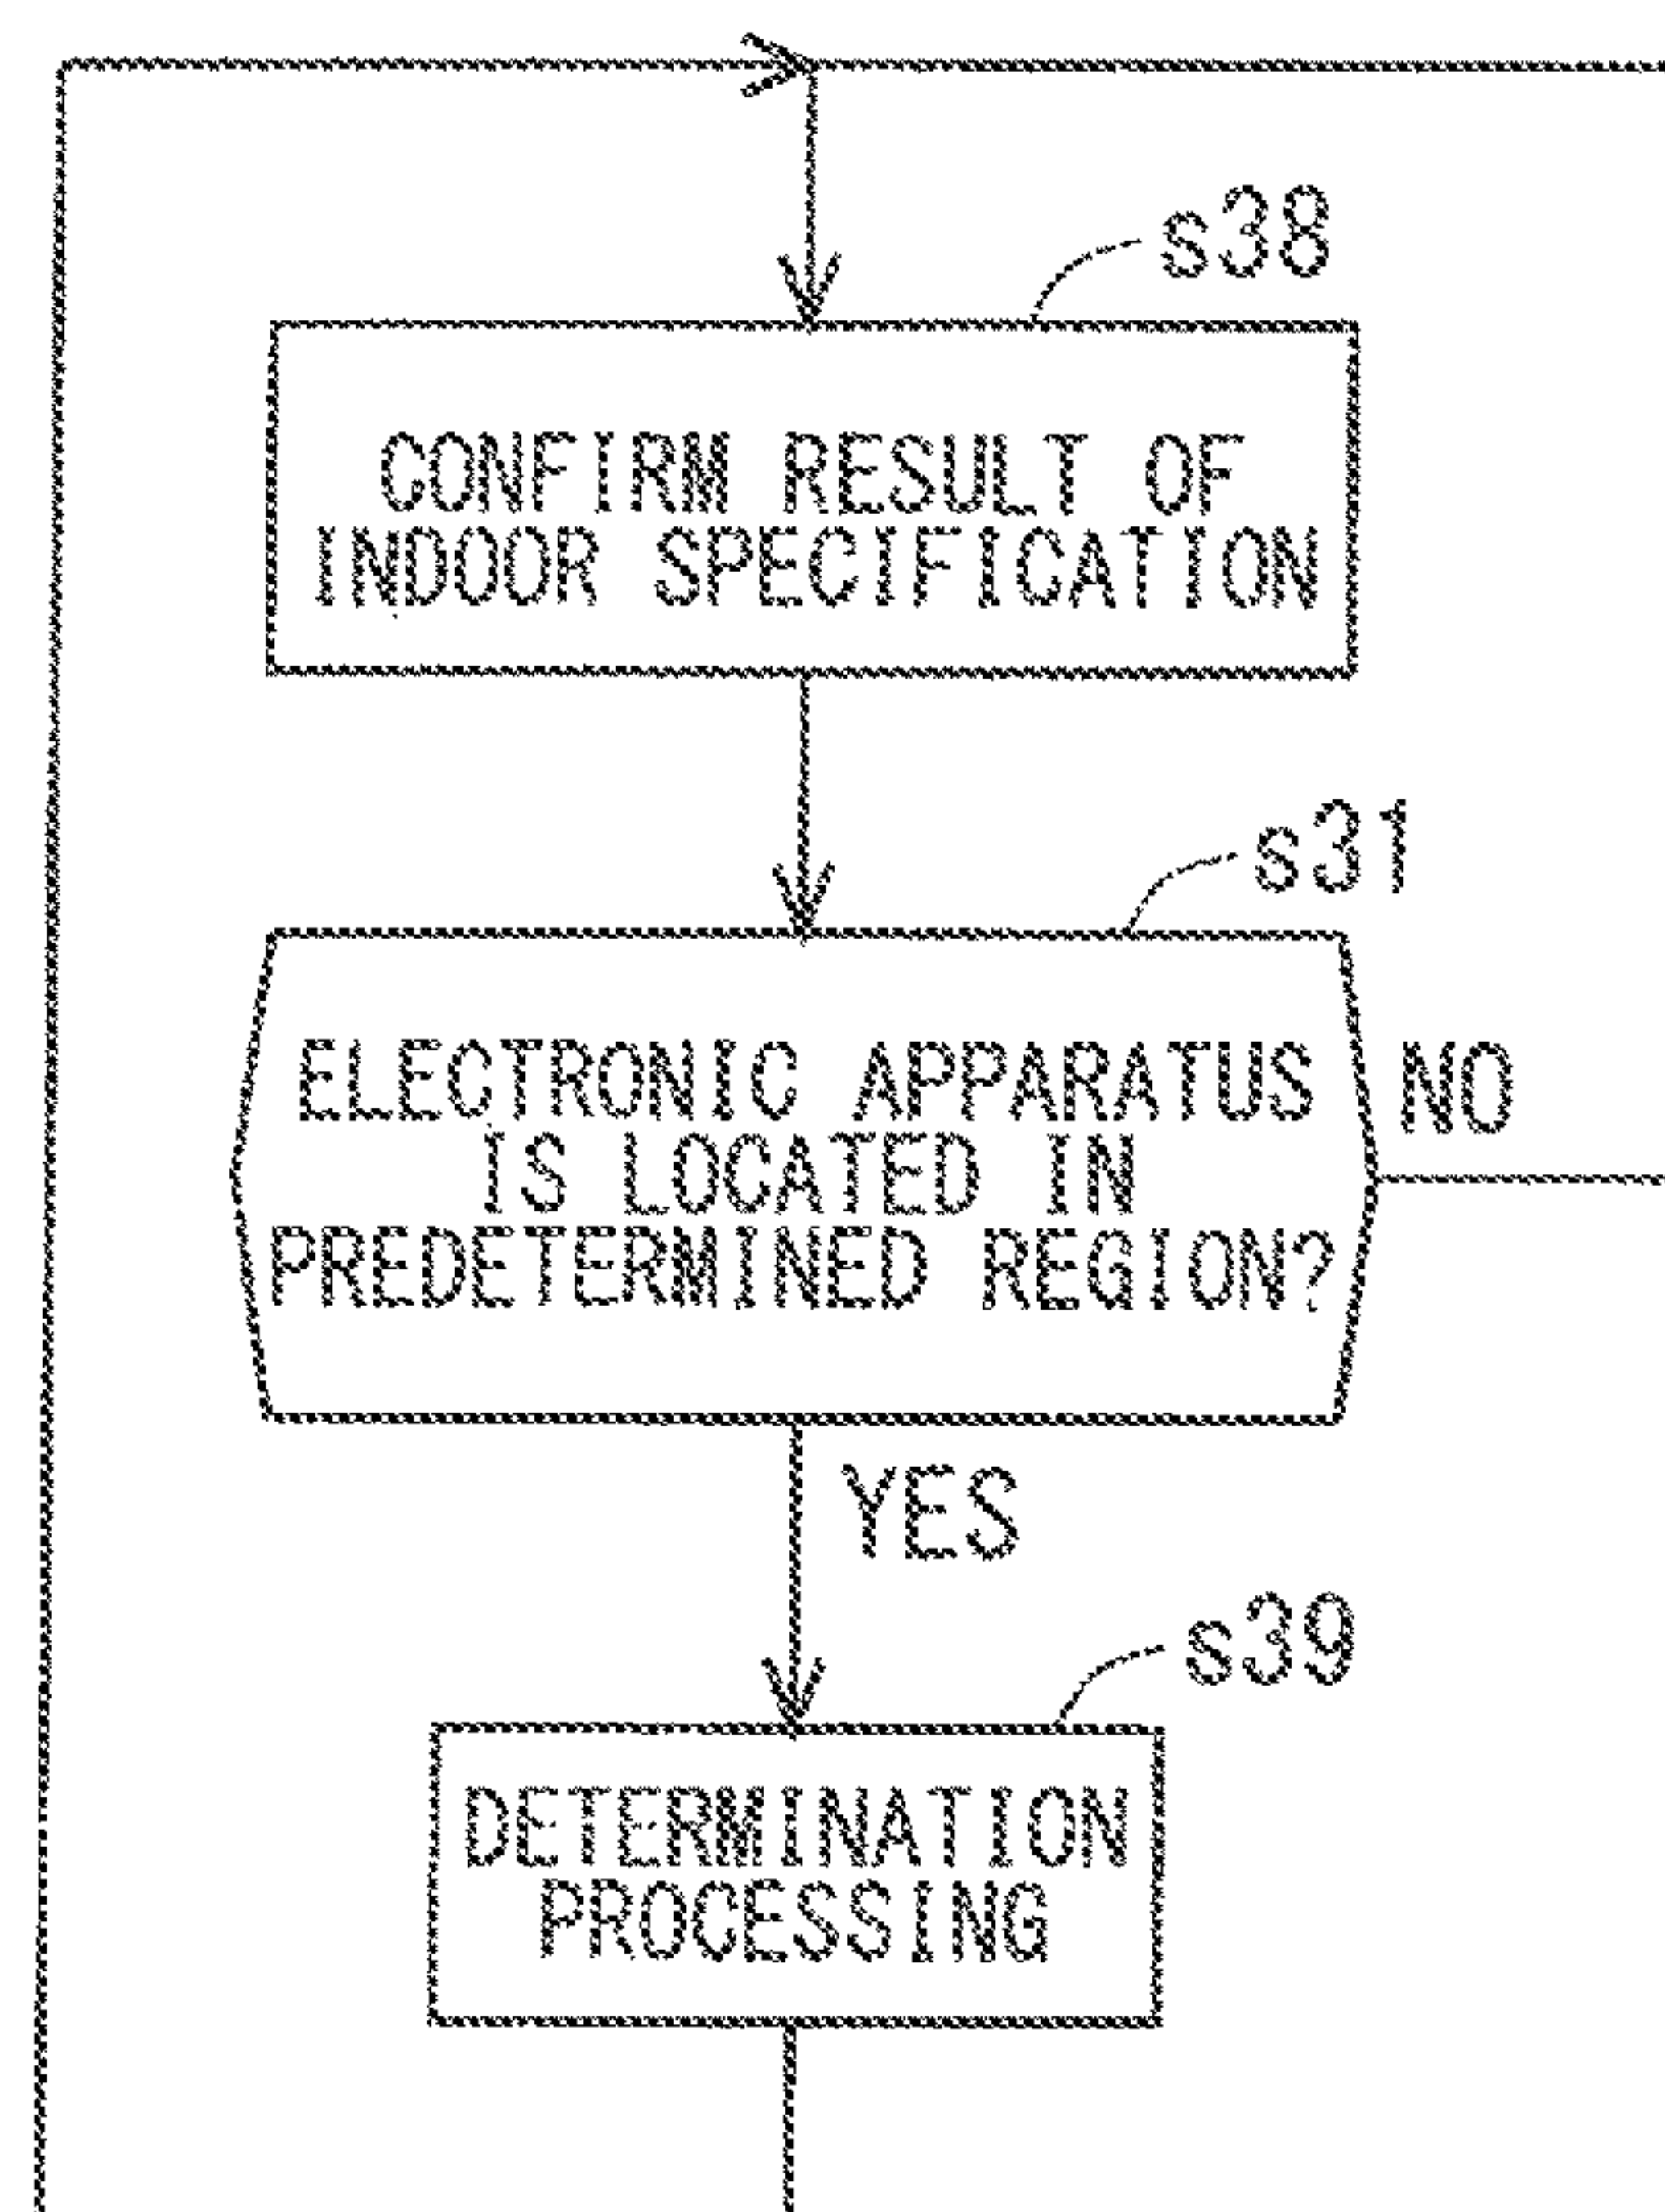 s38
CONFIRM RESULT OF
INDOOR SPECIFICATION
s31
ELECTRONIC APPARATUS
IS LOCATED IN
PREDETERMINED REGION?
NO
YES
s39
DETERMINATION
PROCESSING